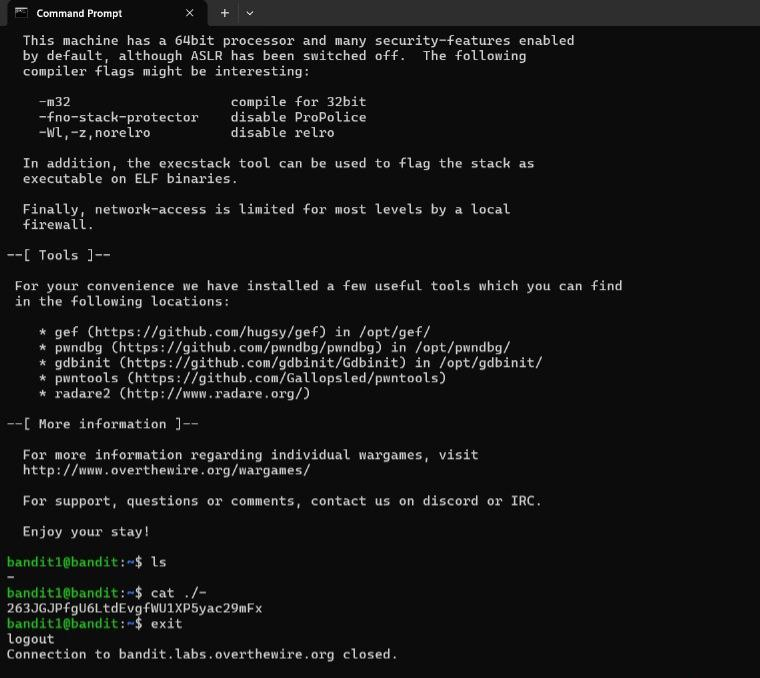 Command Prompt
This machine has a 64bit processor and many security-features enabled
by default, although ASLR has been switched off.  The following
compiler flags might be interesting:
-m32                    compile for 32bit
-fno-stack-protector    disable ProPolice
-Wl,-z,norelro          disable relro
In addition, the execstack tool can be used to flag the stack as
executable on ELF binaries.
Finally, network-access is limited for most levels by a local
firewall.
--[ Tools ]--
For your convenience we have installed a few useful tools which you can find
in the following locations:
* gef (https://github.com/hugsy/gef) in /opt/gef/
* pwndbg (https://github.com/pwndbg/pwndbg) in /opt/pwndbg/
* gdbinit (https://github.com/gdbinit/Gdbinit) in /opt/gdbinit/
* pwntools (https://github.com/Gallopsled/pwntools)
* radare2 (http://www.radare.org/)
--[ More information ]--
For more information regarding individual wargames, visit
http://www.overthewire.org/wargames/
For support, questions or comments, contact us on discord or IRC.
Enjoy your stay!
bandit1@bandit:~$ ls
-
bandit1@bandit:~$ cat ./-
263JGJPfgU6LtdEvgfWU1XP5yac29mFx
bandit1@bandit:~$ exit
logout
Connection to bandit.labs.overthewire.org closed.